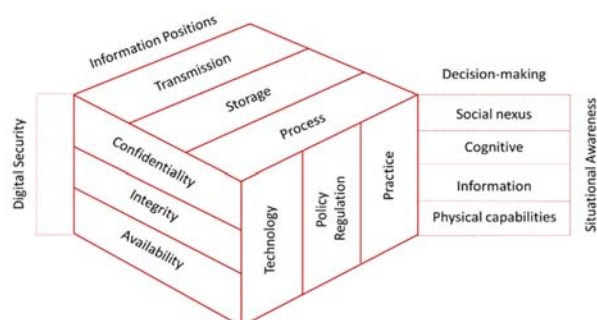 Information Positions
Transmission
Storage
Process
Digital Security
Confidentiality
Integrity
Availability
Technology
Policy
Regulation
Practice
Decision-making
Social nexus
Cognitive
Information
Physical capabilities
Situational Awareness